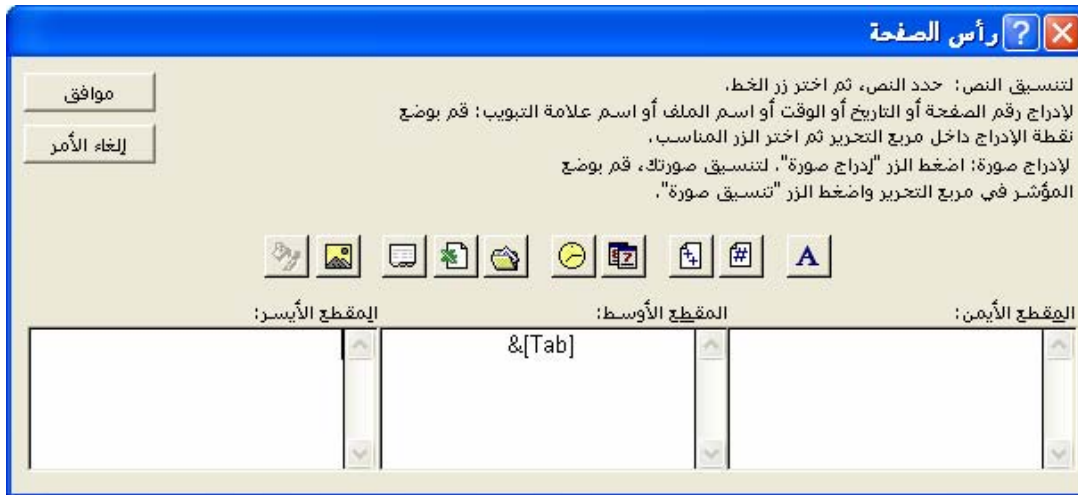 رأس الصفحة
لتنسيق النص: حدد النص، ثم اختر زر الخط.
لإدراج رقم الصفحة أو التاريخ أو الوقت أو اسم الملف أو اسم علامة التبويب: قم بوضع
نقطة الإدراج داخل مربع التحرير ثم اختر الزر المناسب.
لإدراج صورة: اضغط الزر "إدراج صورة". لتنسيق صورتك، قم بوضع
المؤشر في مربع التحرير واضغط الزر "تنسيق صورة".
موافق
إلغاء الأمر
A
المقطع الأيمن:
المقطع الأوسط:
المقطع الأيسر:
&[Tab]